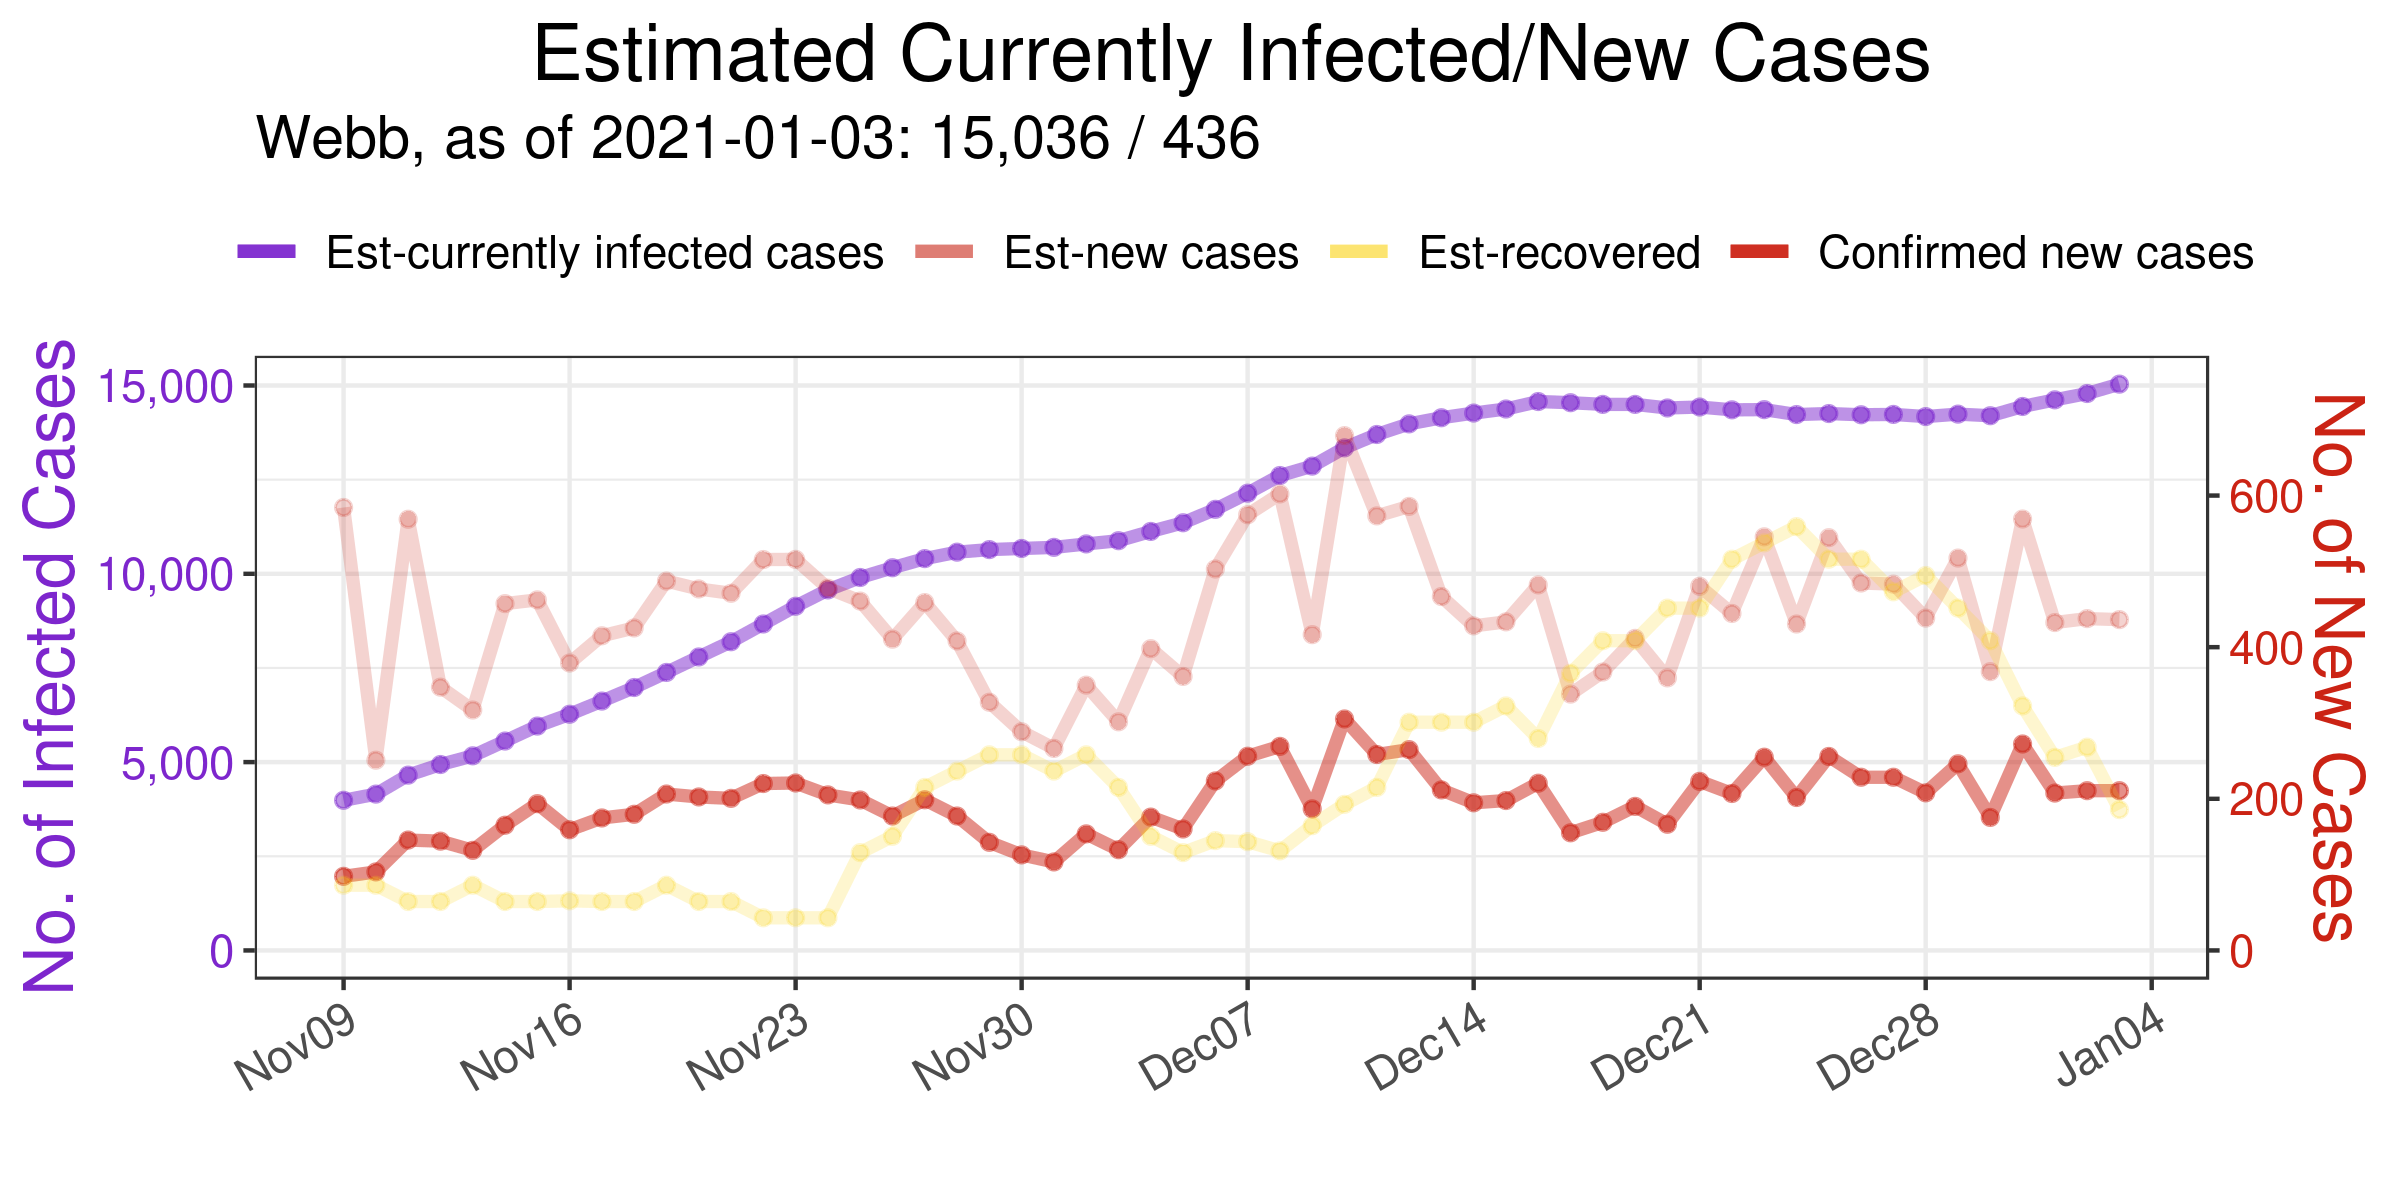 Estimated Currently Infected/New Cases
Webb, as of 2021-01-03: 15,036 / 436
Est-currently infected cases Est-new cases Est-recovered Confirmed new cases
No. of Infected Cases
15,000
10,000
5,000
0
No. of New Cases
600
400
200
0
Nov09 Nov16 Nov23 Nov30 Dec07 Dec14 Dec21 Dec28 Jan04